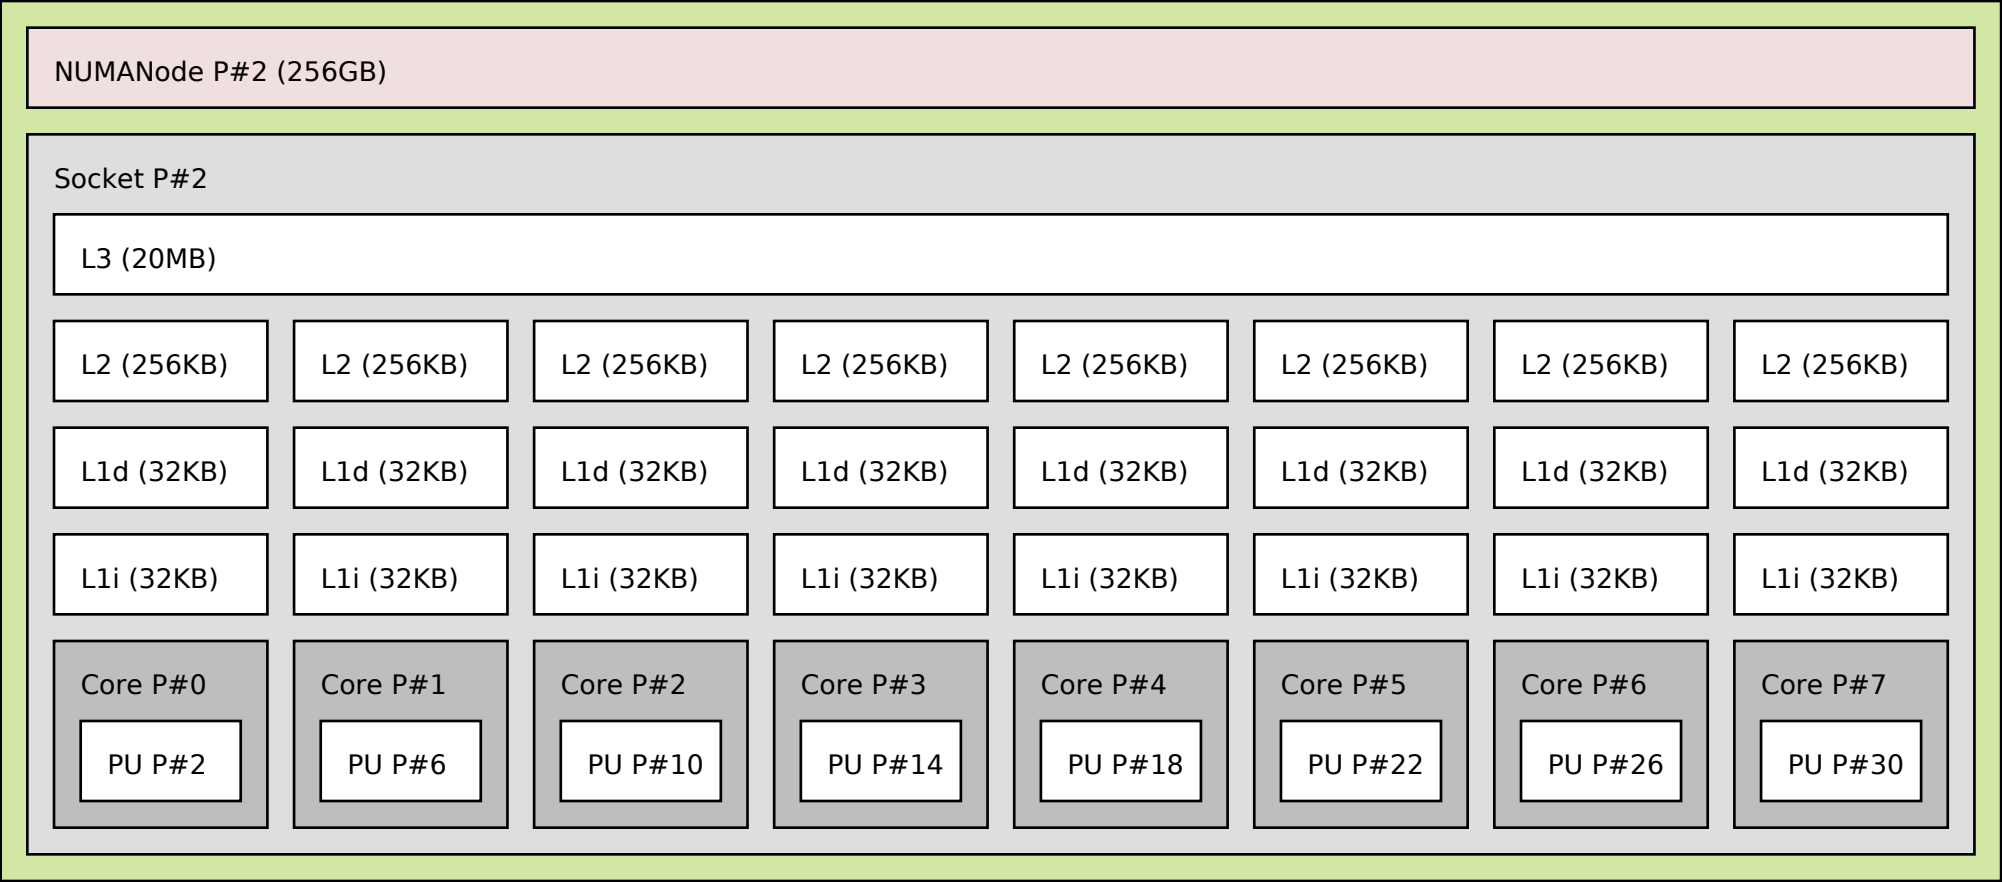 NUMANode P#2 (256GB)
Socket P#2
L3 (20MB)
L2 (256KB) L2 (256KB) L2 (256KB) L2 (256KB) L2 (256KB) L2 (256KB) L2 (256KB) L2 (256KB)
L1d (32KB) L1d (32KB) L1d (32KB) L1d (32KB) L1d (32KB) L1d (32KB) L1d (32KB) L1d (32KB)
L1i (32KB) L1i (32KB) L1i (32KB) L1i (32KB) L1i (32KB) L1i (32KB) L1i (32KB) L1i (32KB)
Core P#0 Core P#1 Core P#2 Core P#3 Core P#4 Core P#5 Core P#6 Core P#7
PU P#2 PU P#6 PU P#10 PU P#14 PU P#18 PU P#22 PU P#26 PU P#30